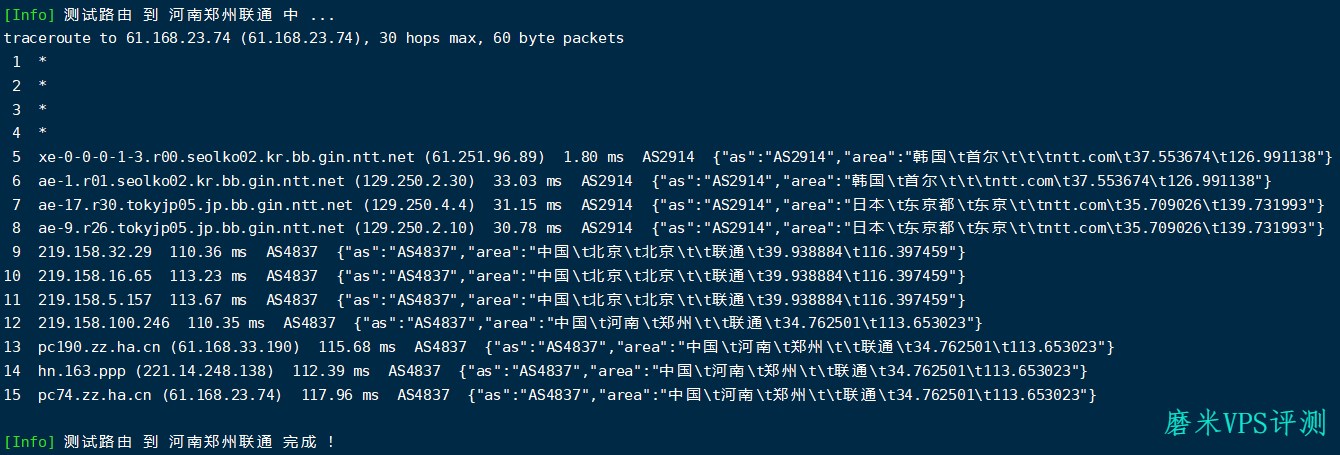 [Info] 测试路由 到 河南郑州联通 中 ...
traceroute to 61.168.23.74 (61.168.23.74), 30 hops max, 60 byte packets
1 *
2 *
3 *
4 *
5 xe-0-0-0-1-3.r00.seolko02.kr.bb.gin.ntt.net (61.251.96.89) 1.80 ms AS2914 {"as":"AS2914","area":"韩国\t首尔\t\t\tntt.com\t37.553674\t126.991138"}
6 ae-1.r01.seolko02.kr.bb.gin.ntt.net (129.250.2.30) 33.03 ms AS2914 {"as":"AS2914","area":"韩国\t首尔\t\t\tntt.com\t37.553674\t126.991138"}
7 ae-17.r30.tokyjp05.jp.bb.gin.ntt.net (129.250.4.4) 31.15 ms AS2914 {"as":"AS2914","area":"日本\t东京都\t东京\t\tntt.com\t35.709026\t139.731993"}
8 ae-9.r26.tokyjp05.jp.bb.gin.ntt.net (129.250.2.10) 30.78 ms AS2914 {"as":"AS2914","area":"日本\t东京都\t东京\t\tntt.com\t35.709026\t139.731993"}
9 219.158.32.29 110.36 ms AS4837 {"as":"AS4837","area":"中国\t北京\t北京\t\t联通\t39.938884\t116.397459"}
10 219.158.16.65 113.23 ms AS4837 {"as":"AS4837","area":"中国\t北京\t北京\t\t联通\t39.938884\t116.397459"}
11 219.158.5.157 113.67 ms AS4837 {"as":"AS4837","area":"中国\t北京\t北京\t\t联通\t39.938884\t116.397459"}
12 219.158.100.246 110.35 ms AS4837 {"as":"AS4837","area":"中国\t河南\t郑州\t\t联通\t34.762501\t113.653023"}
13 pc190.zz.ha.cn (61.168.33.190) 115.68 ms AS4837 {"as":"AS4837","area":"中国\t河南\t郑州\t\t联通\t34.762501\t113.653023"}
14 hn.163.ppp (221.14.248.138) 112.39 ms AS4837 {"as":"AS4837","area":"中国\t河南\t郑州\t\t联通\t34.762501\t113.653023"}
15 pc74.zz.ha.cn (61.168.23.74) 117.96 ms AS4837 {"as":"AS4837","area":"中国\t河南\t郑州\t\t联通\t34.762501\t113.653023"}
[Info] 测试路由 到 河南郑州联通 完成 !
磨米VPS评测